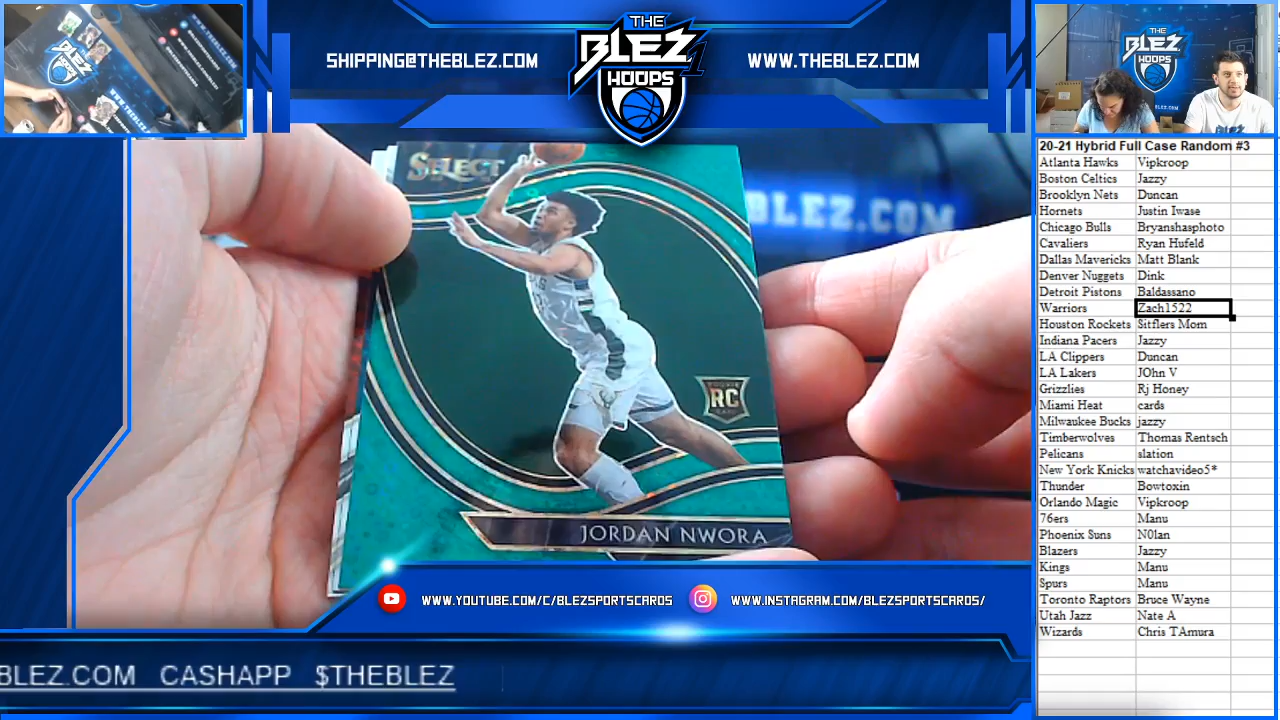 SHIPPING@THEBLEZ.COM
THE
BLEZ 1
HOOPS
WWW.THEBLEZ.COM
THE
BLEZ
HOOPS
SELECT
BLEZ.COM
ROOKIE
RC
CARD
JORDAN NWORA
20-21 Hybrid Full Case Random #3
Atlanta Hawks Vipkroop
Boston Celtics Jazzy
Brooklyn Nets Duncan
Hornets Justin Iwase
Chicago Bulls Bryanshasphoto
Cavaliers Ryan Hufeld
Dallas Mavericks Matt Blank
Denver Nuggets Dink
Detroit Pistons Baldassano
Warriors Zach1522
Houston Rockets Sitflers Mom
Indiana Pacers Jazzy
LA Clippers Duncan
LA Lakers JOhn V
Grizzlies Rj Honey
Miami Heat cards
Milwaukee Bucks jazzy
Timberwolves Thomas Rentsch
Pelicans slation
New York Knicks watchavideo5*
Thunder Bowtoxin
Orlando Magic Vipkroop
76ers Manu
Phoenix Suns N0lan
Blazers Jazzy
Kings Manu
Spurs Manu
Toronto Raptors Bruce Wayne
Utah Jazz Nate A
Wizards Chris TAmura
WWW.YOUTUBE.COM/C/BLEZSPORTSCARDS
WWW.INSTAGRAM.COM/BLEZSPORTSCARDS/
BLEZ.COM CASHAPP $THEBLEZ